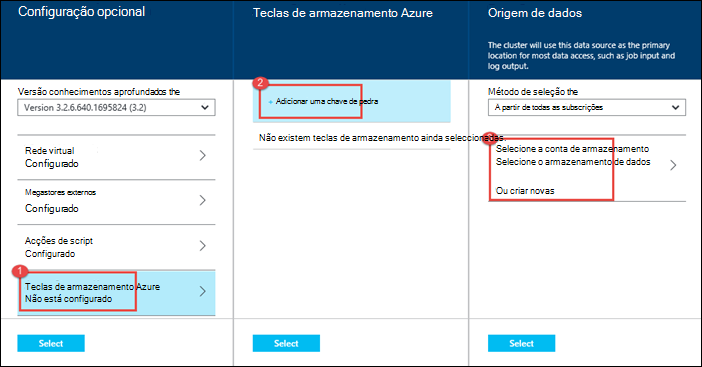 Configuração opcional
Versão conhecimentos aprofundados the
Version 3.2.6.640.1695824 (3.2)
Rede virtual
Configurado
Megastores externos
Configurado
Acções de script
Configurado
1
Teclas de armazenamento Azure
Não está configurado
Select
Teclas de armazenamento Azure
2
+ Adicionar uma chave de pedra
Não existem teclas de armazenamento ainda seleccionadas.
Select
Origem de dados
The cluster will use this data source as the primary
location for most data access, such as job input and
log output.
Método de seleção the
A partir de todas as subscrições
Selecione a conta de armazenamento
Selecione o armazenamento de dados
Ou criar novas
Select